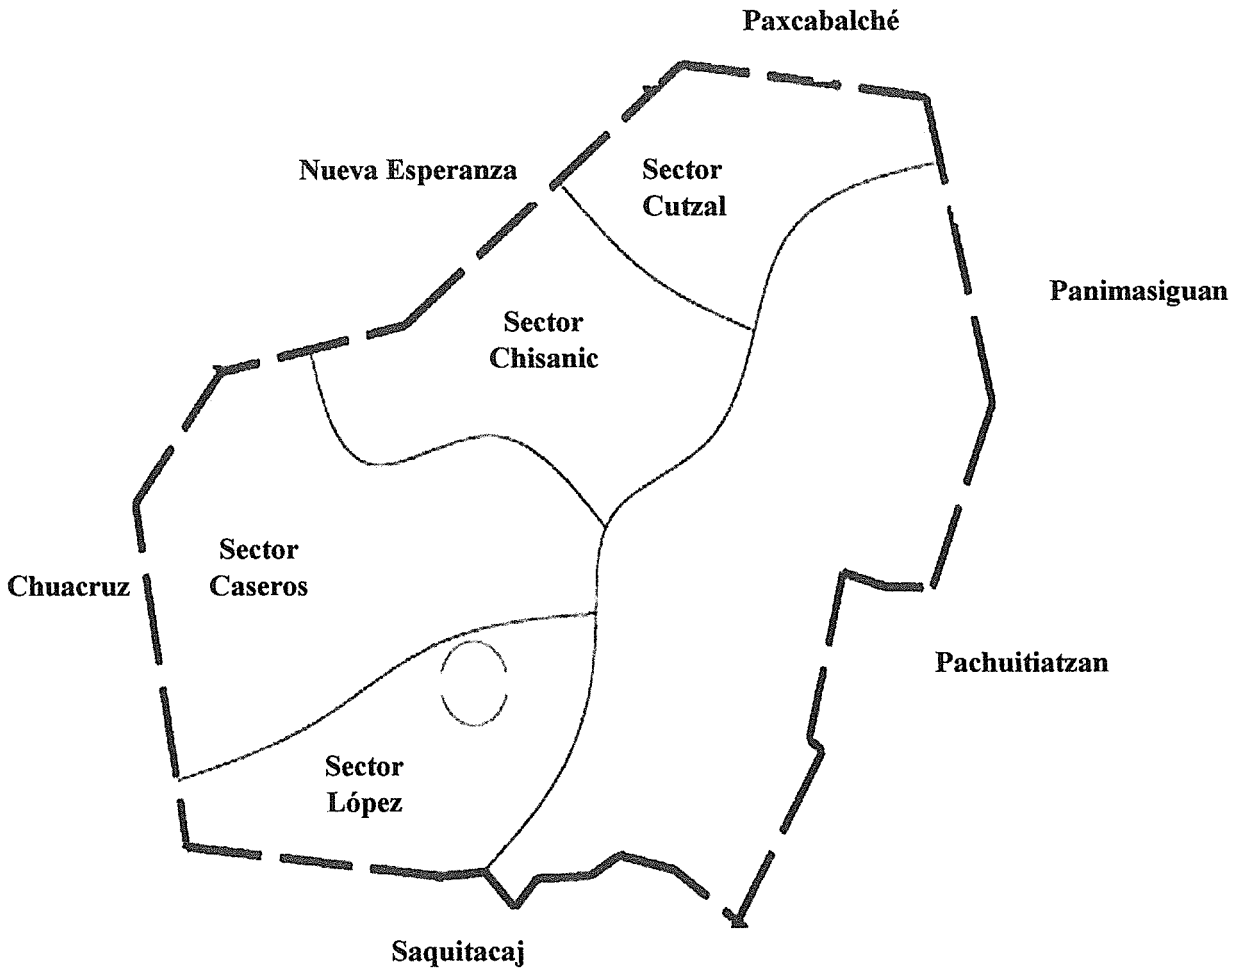 Paxcabalché
Nueva Esperanza
Sector
Cutzal
Panimasiguan
Sector
Chisanic
Sector
Caseros
Chuacruz
Pachuitiatzan
Sector
López
Saquitacaj